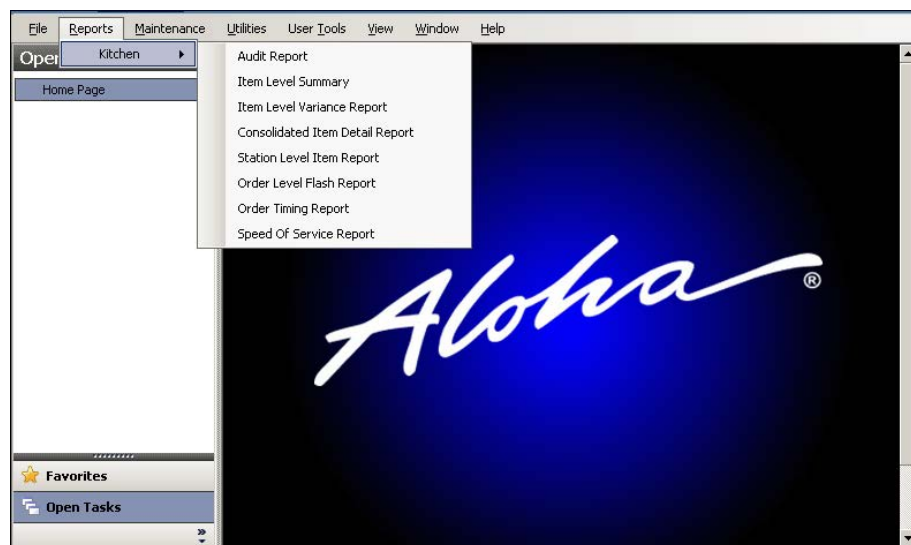 File Reports Maintenance Utilities User Tools View Window Help
Kitchen
Audit Report
Item Level Summary
Item Level Variance Report
Consolidated Item Detail Report
Station Level Item Report
Order Level Flash Report
Order Timing Report
Speed Of Service Report
Open
Home Page
Aloha®
Favorites
Open Tasks